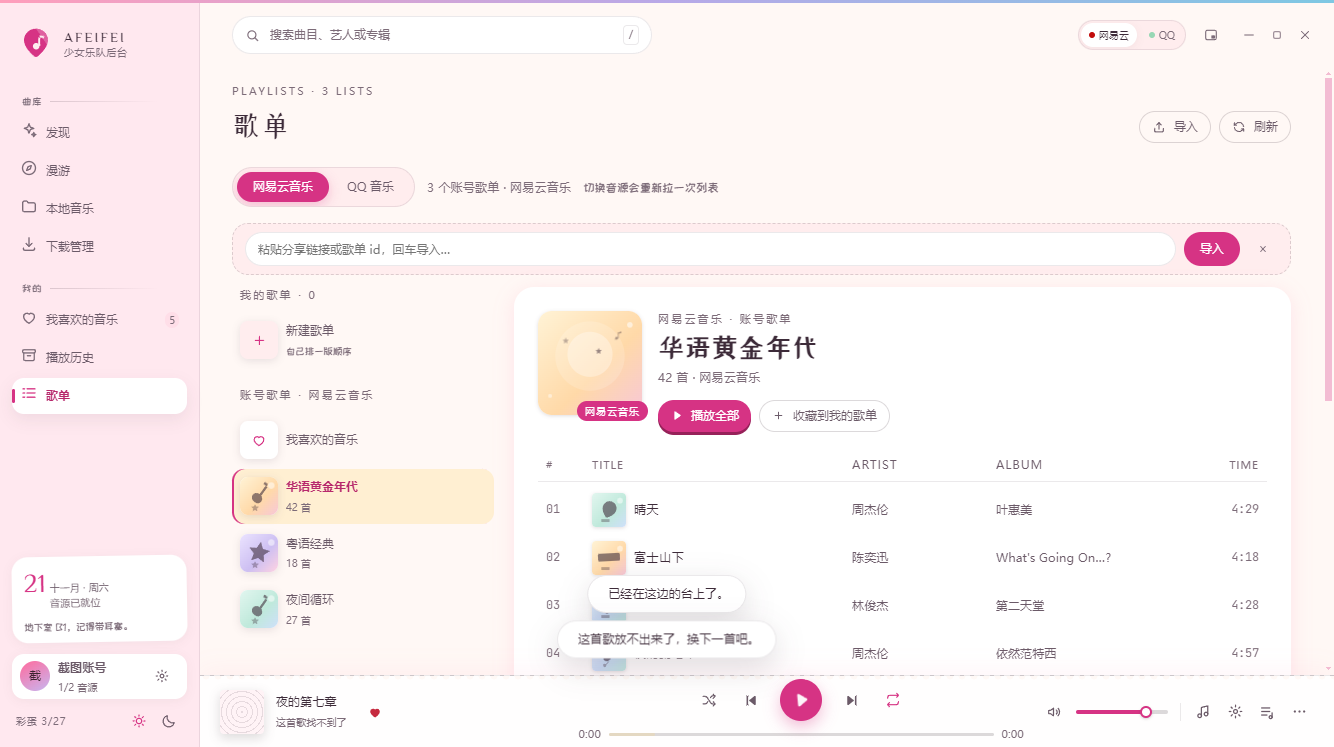 AFEIFEI
少女乐队后台
搜索曲目、艺人或专辑
/
网易云
QQ
曲库
发现
漫游
本地音乐
下载管理
我的
我喜欢的音乐
5
播放历史
歌单
21
十一月 · 周六
音源已就位
地下室 B1，记得带耳塞。
截
截图账号
1/2 音源
彩蛋 3/27
PLAYLISTS · 3 LISTS
歌单
导入
刷新
网易云音乐
QQ 音乐
3 个账号歌单 · 网易云音乐
切换音源会重新拉一次列表
粘贴分享链接或歌单 id，回车导入...
导入
×
我的歌单 · 0
+
新建歌单
自己排一版顺序
账号歌单 · 网易云音乐
我喜欢的音乐
华语黄金年代
42 首
粤语经典
18 首
夜间循环
27 首
网易云音乐
网易云音乐 · 账号歌单
华语黄金年代
42 首 · 网易云音乐
播放全部
+ 收藏到我的歌单
# TITLE ARTIST ALBUM TIME
01 晴天 周杰伦 叶惠美 4:29
02 富士山下 陈奕迅 What's Going On...? 4:18
03 林俊杰 第二天堂 4:28
04 周杰伦 依然范特西 4:57
已经在这边的台上了。
这首歌放不出来了，换下一首吧。
夜的第七章
这首歌找不到了
0:00
0:00